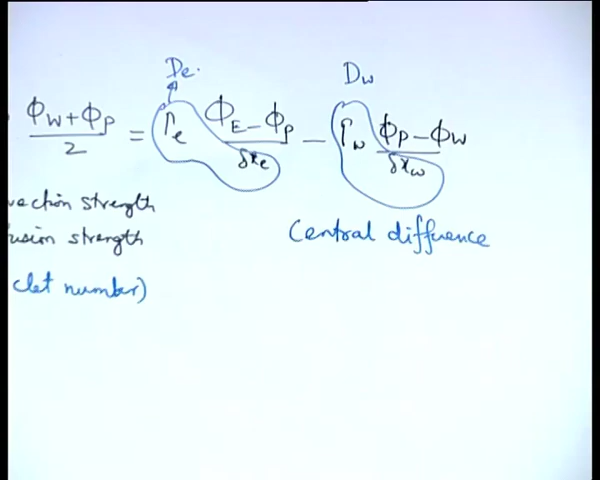 De. Dw
(ΦW + ΦP)/2 = Γe (ΦE − ΦP)/δxe − Γw (ΦP − ΦW)/δxw
vection strength
usion strength Central diffuence
clet number)